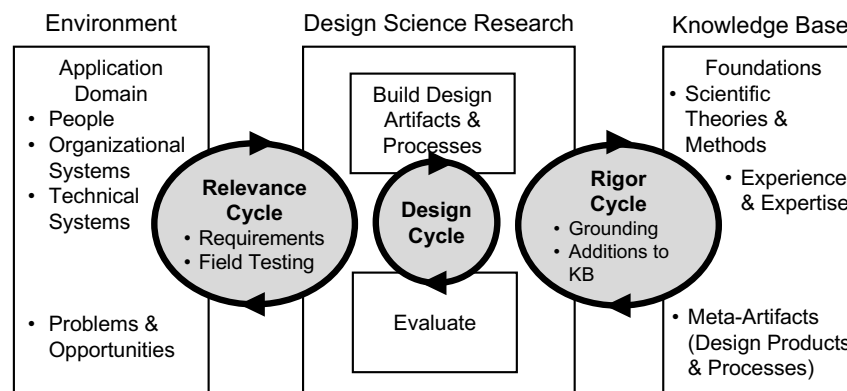 Environment
Design Science Research
Knowledge Base
Application
Domain
• People
• Organizational
Systems
• Technical
Systems
• Problems &
Opportunities
Relevance
Cycle
• Requirements
• Field Testing
Build Design
Artifacts &
Processes
Design
Cycle
Evaluate
Rigor
Cycle
• Grounding
• Additions to
KB
Foundations
• Scientific
Theories &
Methods
• Experience
& Expertise
• Meta-Artifacts
(Design Products
& Processes)